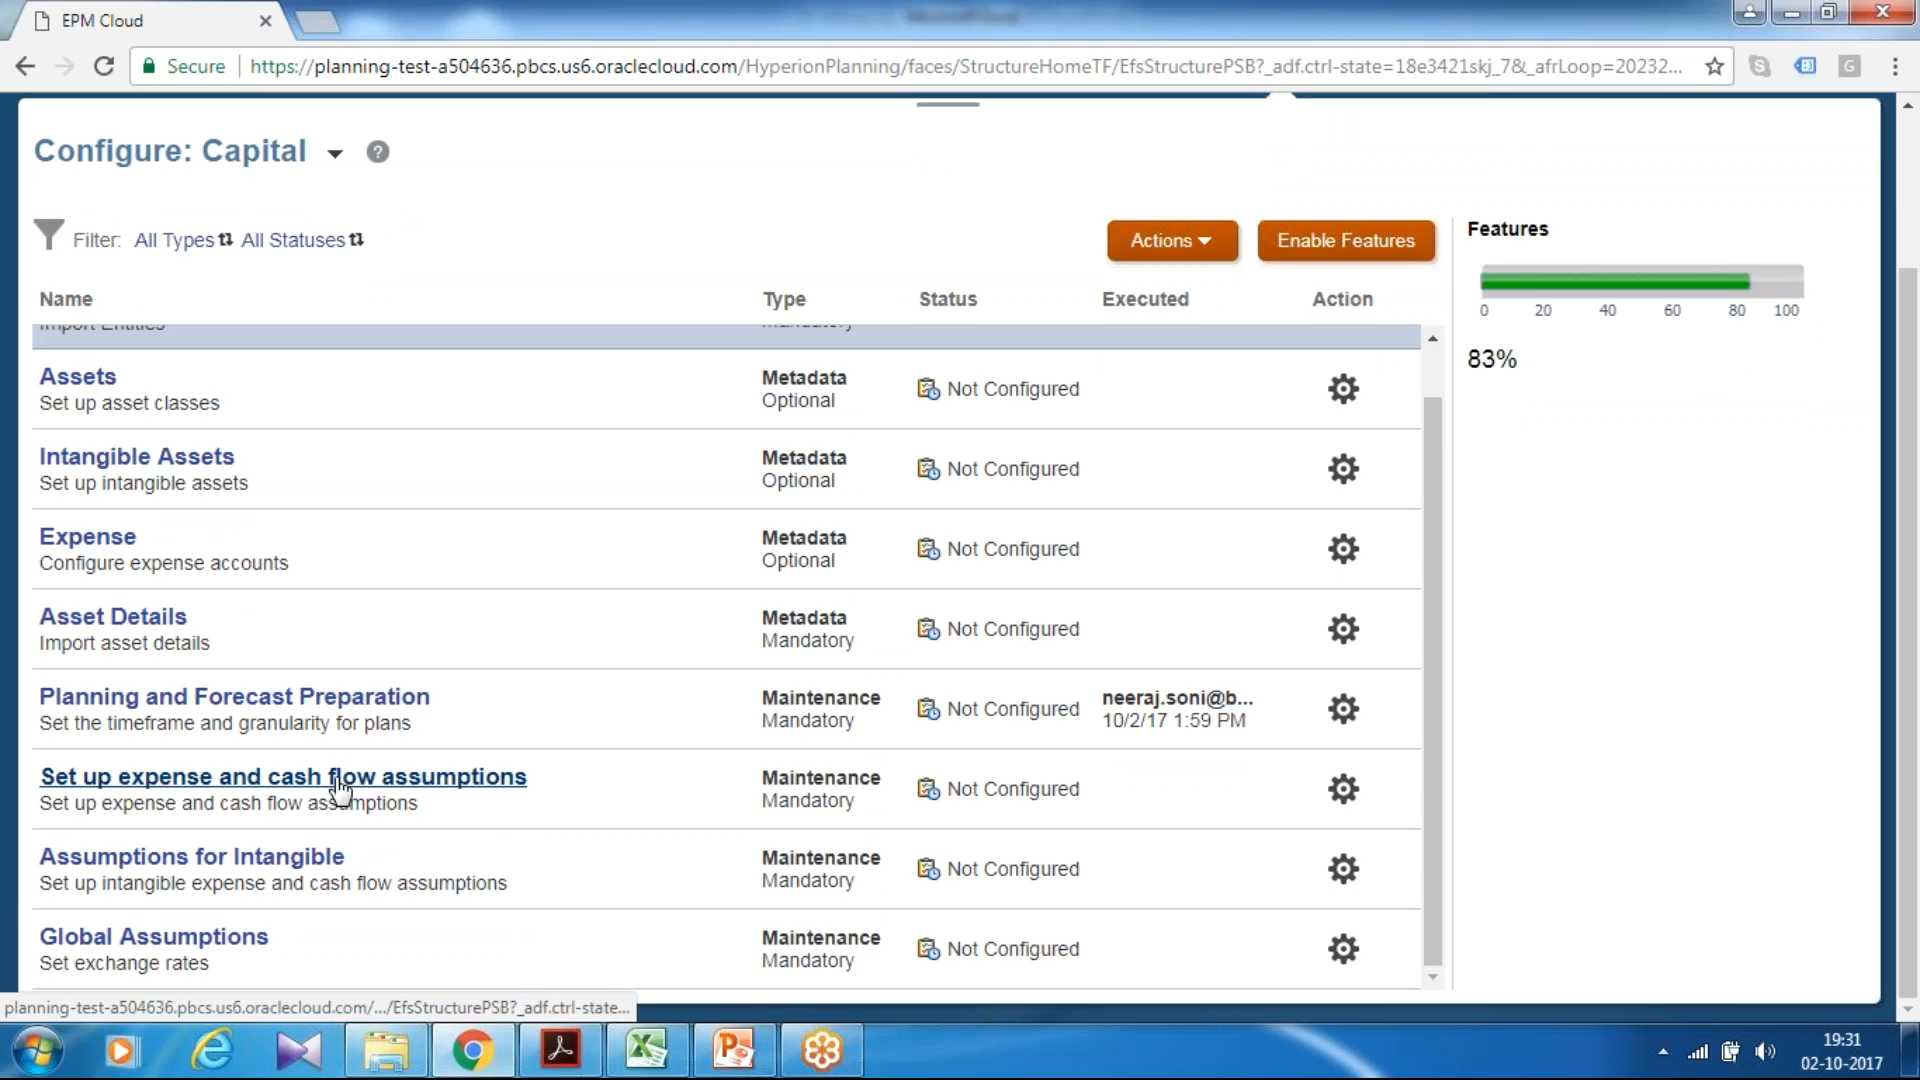 EPM Cloud
Secure https://planning-test-a504636.pbcs.us6.oraclecloud.com/HyperionPlanning/faces/StructureHomeTF/EfsStructurePSB?_adf.ctrl-state=18e3421skj_7&_afrLoop=20232...
Configure: Capital
Filter: All Types All Statuses
Actions
Enable Features
Features
Name Type Status Executed Action
0 20 40 60 80 100
83%
Import Entities Mandatory
Assets Metadata Not Configured
Set up asset classes Optional
Intangible Assets Metadata Not Configured
Set up intangible assets Optional
Expense Metadata Not Configured
Configure expense accounts Optional
Asset Details Metadata Not Configured
Import asset details Mandatory
Planning and Forecast Preparation Maintenance Not Configured neeraj.soni@b...
Set the timeframe and granularity for plans Mandatory 10/2/17 1:59 PM
Set up expense and cash flow assumptions Maintenance Not Configured
Set up expense and cash flow assumptions Mandatory
Assumptions for Intangible Maintenance Not Configured
Set up intangible expense and cash flow assumptions Mandatory
Global Assumptions Maintenance Not Configured
Set exchange rates Mandatory
planning-test-a504636.pbcs.us6.oraclecloud.com/.../EfsStructurePSB?_adf.ctrl-state...
19:31
02-10-2017